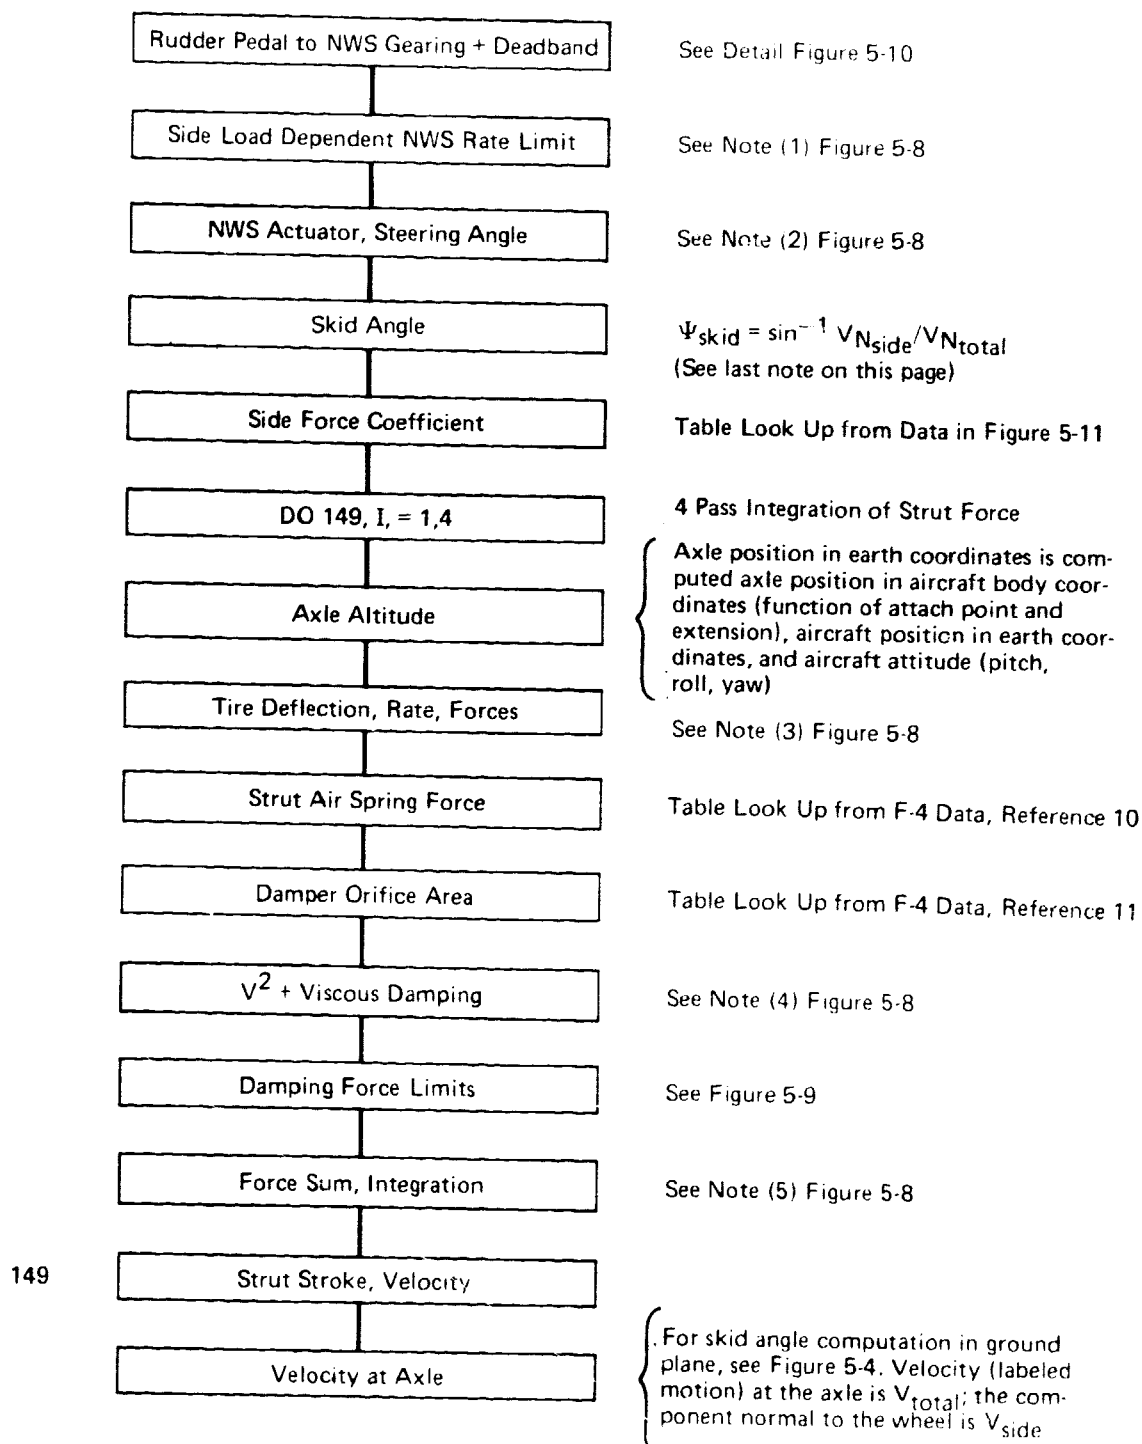 Rudder Pedal to NWS Gearing + Deadband
See Detail Figure 5-10
Side Load Dependent NWS Rate Limit
See Note (1) Figure 5-8
NWS Actuator, Steering Angle
See Note (2) Figure 5-8
Skid Angle
Ψskid = sin⁻¹ VNside/VNtotal
(See last note on this page)
Side Force Coefficient
Table Look Up from Data in Figure 5-11
DO 149, I, = 1,4
4 Pass Integration of Strut Force
Axle Altitude
Axle position in earth coordinates is com-
puted axle position in aircraft body coor-
dinates (function of attach point and
extension), aircraft position in earth coor-
dinates, and aircraft attitude (pitch,
roll, yaw)
Tire Deflection, Rate, Forces
See Note (3) Figure 5-8
Strut Air Spring Force
Table Look Up from F-4 Data, Reference 10
Damper Orifice Area
Table Look Up from F-4 Data, Reference 11
V² + Viscous Damping
See Note (4) Figure 5-8
Damping Force Limits
See Figure 5-9
Force Sum, Integration
See Note (5) Figure 5-8
149
Strut Stroke, Velocity
Velocity at Axle
For skid angle computation in ground
plane, see Figure 5-4. Velocity (labeled
motion) at the axle is Vtotal; the com-
ponent normal to the wheel is Vside